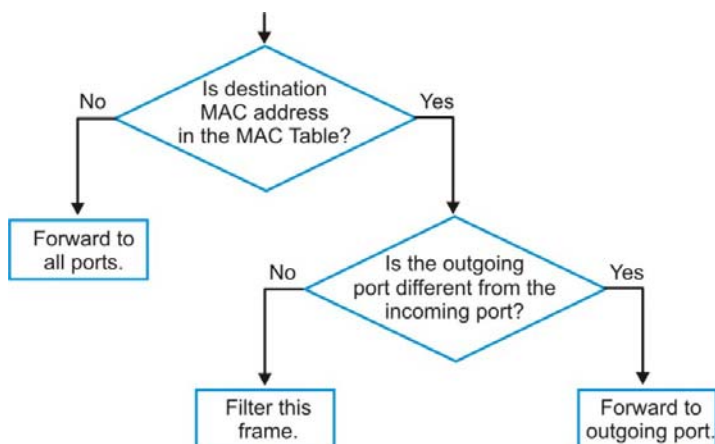 Is destination
MAC address
in the MAC Table?
No
Yes
Forward to
all ports.
Is the outgoing
port different from the
incoming port?
No
Yes
Filter this
frame.
Forward to
outgoing port.